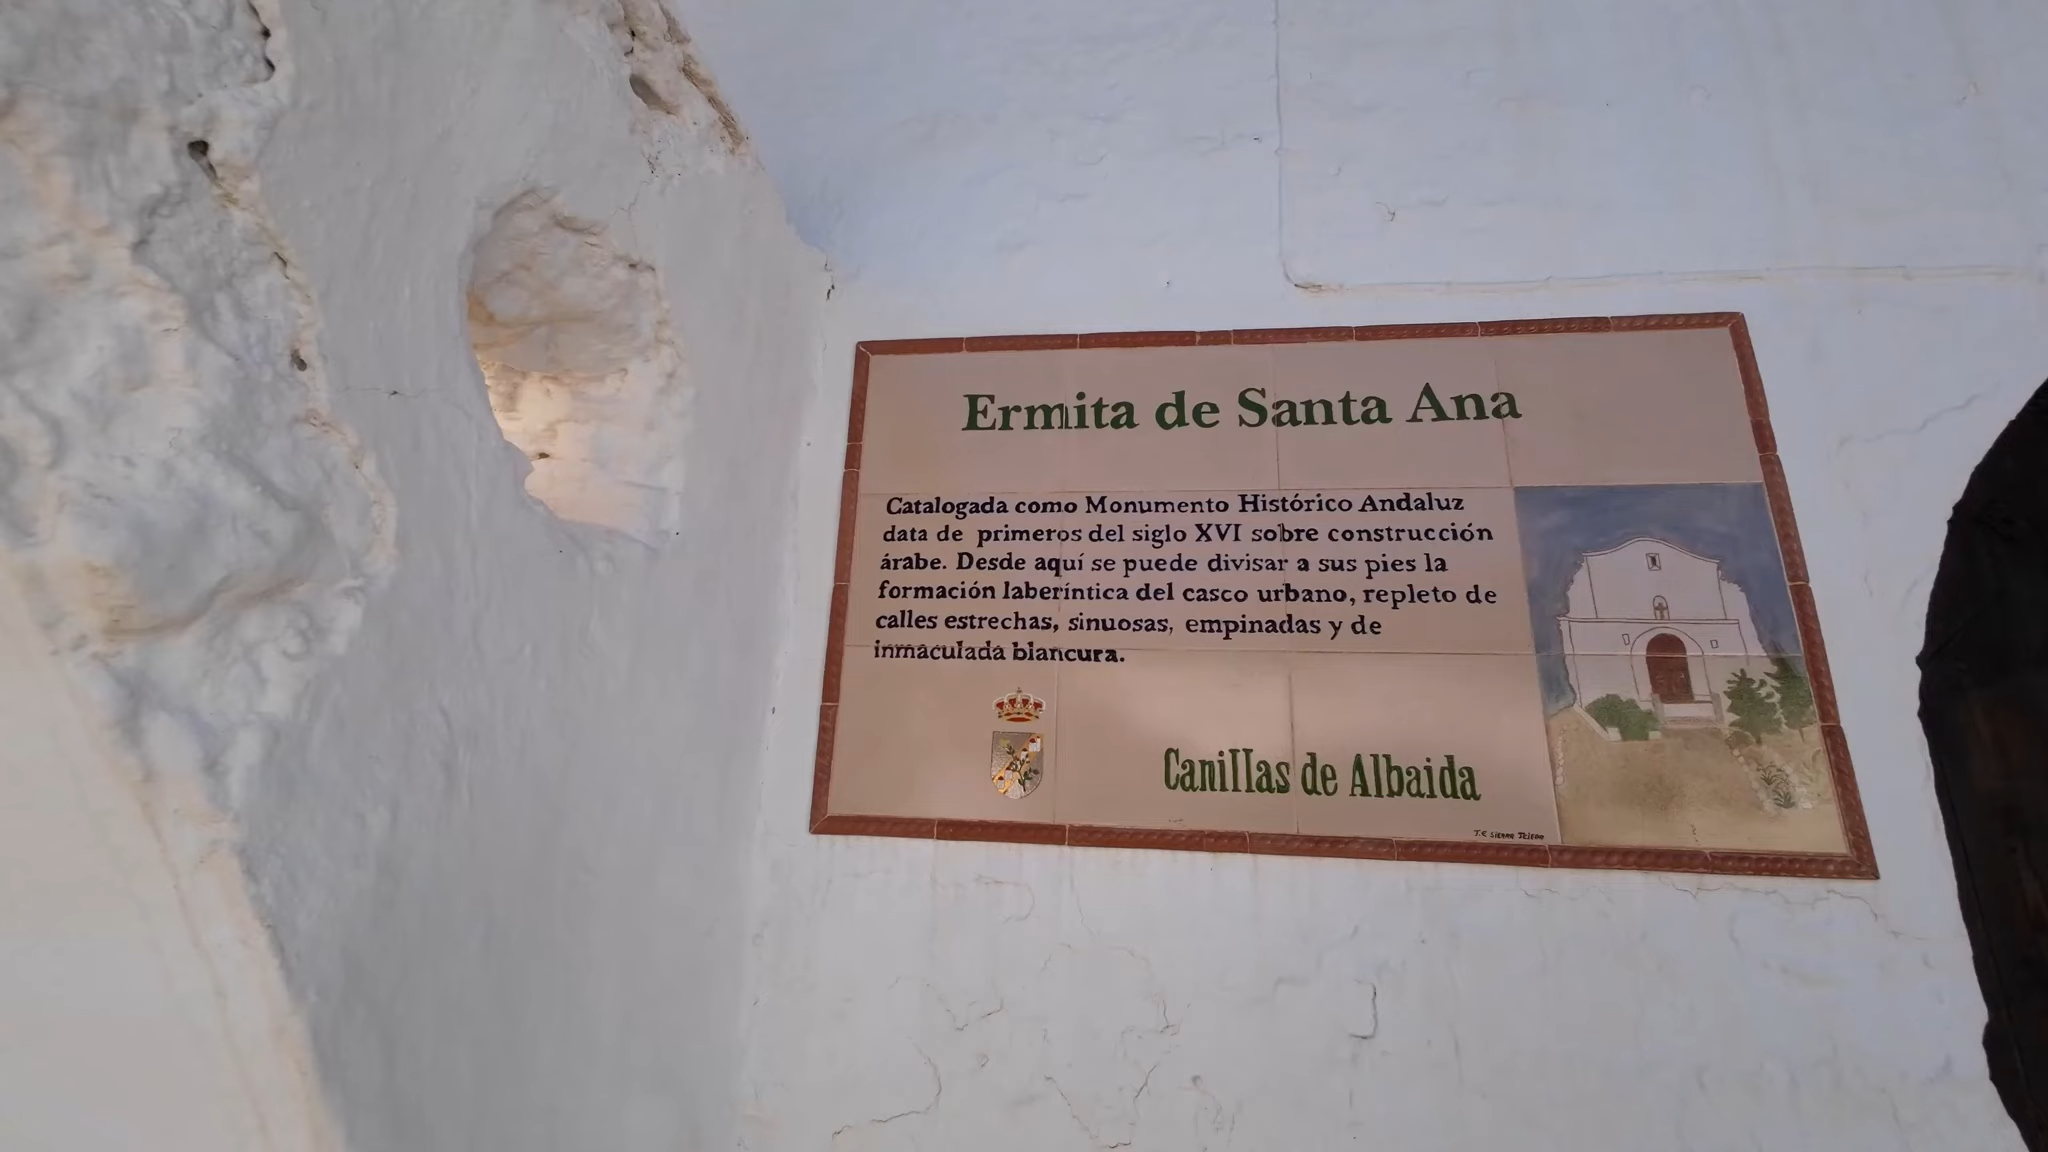 Ermita de Santa Ana
Catalogada como Monumento Histórico Andaluz
data de primeros del siglo XVI sobre construcción
árabe. Desde aquí se puede divisar a sus pies la
formación laberíntica del casco urbano, repleto de
calles estrechas, sinuosas, empinadas y de
inmaculada blancura.
Canillas de Albaida
SIERRA